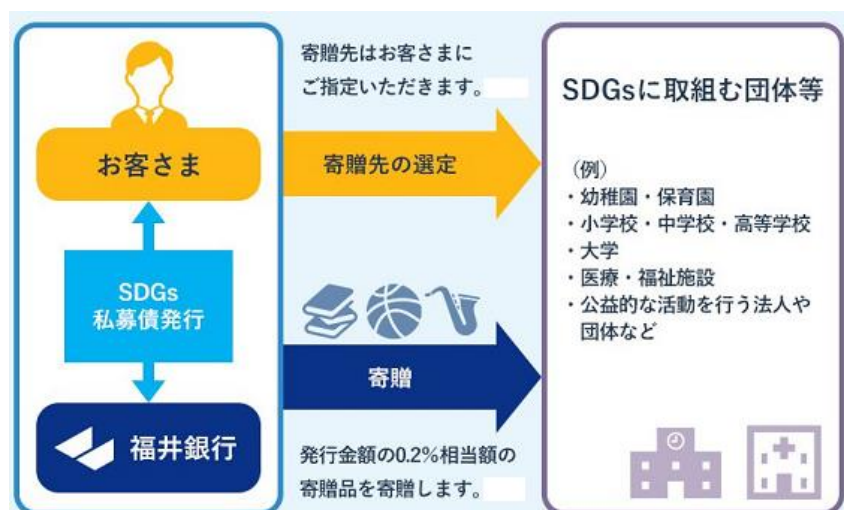 お客さま
SDGs
私募債発行
福井銀行
寄贈先はお客さまに
ご指定いただきます。
寄贈先の選定
寄贈
発行金額の0.2%相当額の
寄贈品を寄贈します。
SDGsに取組む団体等
（例）
・幼稚園・保育園
・小学校・中学校・高等学校
・大学
・医療・福祉施設
・公益的な活動を行う法人や
団体など